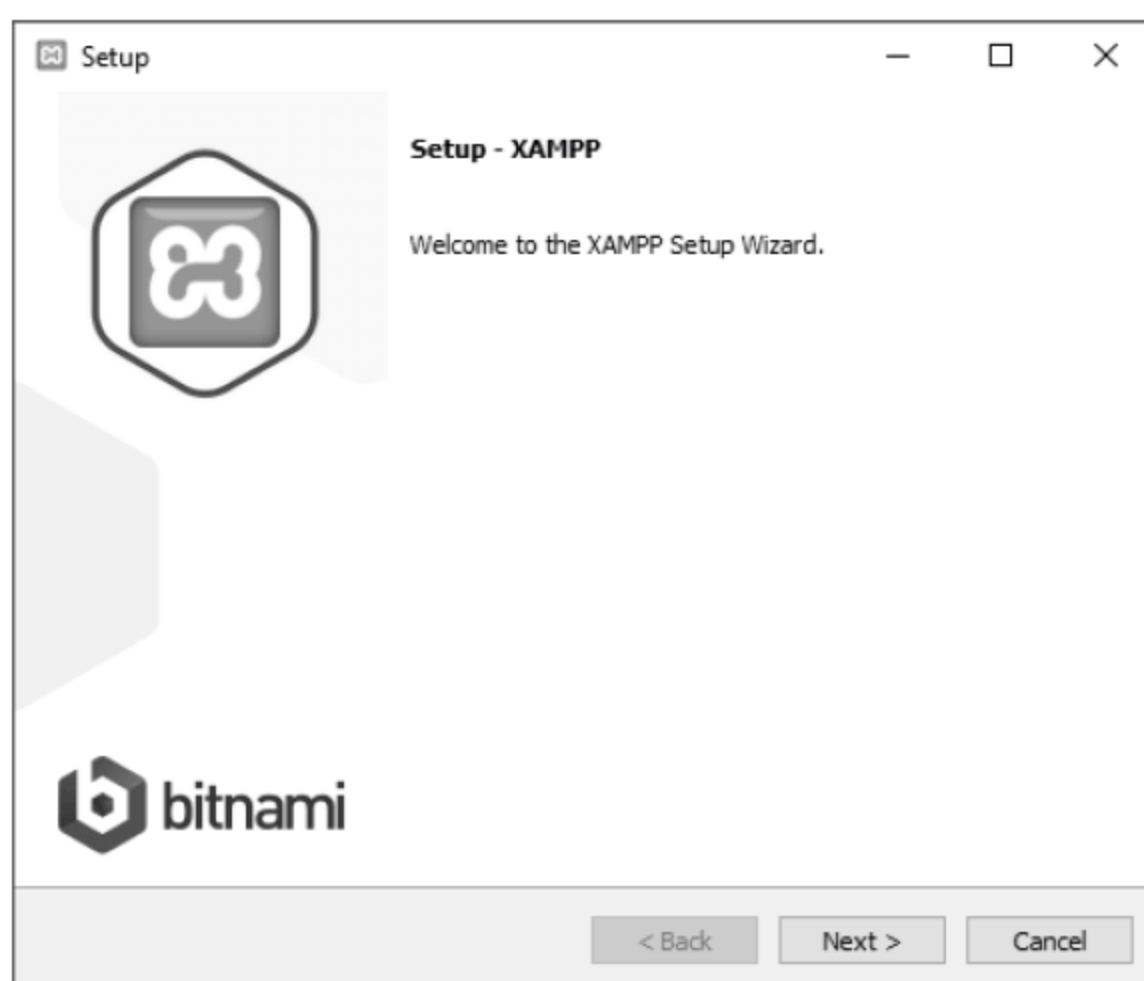 Setup
Setup - XAMPP
Welcome to the XAMPP Setup Wizard.
bitnami
< Back
Next >
Cancel